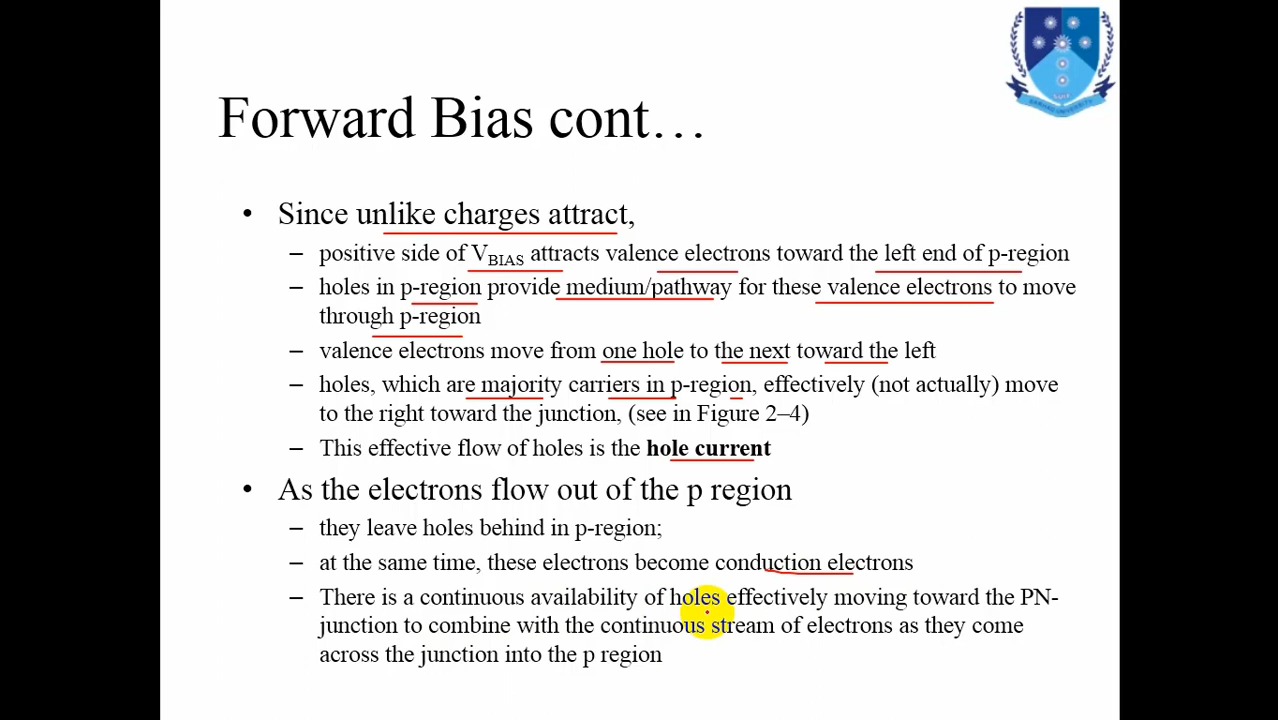 Forward Bias cont…
• Since unlike charges attract,
– positive side of VBIAS attracts valence electrons toward the left end of p-region
– holes in p-region provide medium/pathway for these valence electrons to move
through p-region
– valence electrons move from one hole to the next toward the left
– holes, which are majority carriers in p-region, effectively (not actually) move
to the right toward the junction, (see in Figure 2–4)
– This effective flow of holes is the hole current
• As the electrons flow out of the p region
– they leave holes behind in p-region;
– at the same time, these electrons become conduction electrons
– There is a continuous availability of holes effectively moving toward the PN-
junction to combine with the continuous stream of electrons as they come
across the junction into the p region